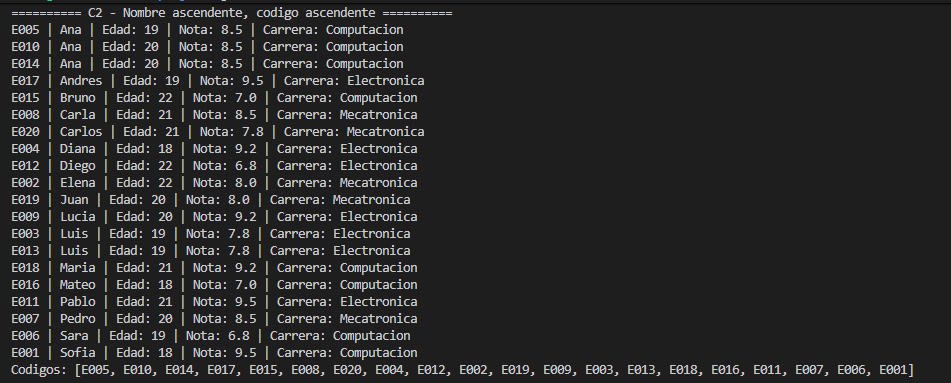 ========== C2 - Nombre ascendente, codigo ascendente ==========
E005 | Ana | Edad: 19 | Nota: 8.5 | Carrera: Computacion
E010 | Ana | Edad: 20 | Nota: 8.5 | Carrera: Computacion
E014 | Ana | Edad: 20 | Nota: 8.5 | Carrera: Computacion
E017 | Andres | Edad: 19 | Nota: 9.5 | Carrera: Electronica
E015 | Bruno | Edad: 22 | Nota: 7.0 | Carrera: Computacion
E008 | Carla | Edad: 21 | Nota: 8.5 | Carrera: Mecatronica
E020 | Carlos | Edad: 21 | Nota: 7.8 | Carrera: Mecatronica
E004 | Diana | Edad: 18 | Nota: 9.2 | Carrera: Electronica
E012 | Diego | Edad: 22 | Nota: 6.8 | Carrera: Electronica
E002 | Elena | Edad: 22 | Nota: 8.0 | Carrera: Mecatronica
E019 | Juan | Edad: 20 | Nota: 8.0 | Carrera: Mecatronica
E009 | Lucia | Edad: 20 | Nota: 9.2 | Carrera: Electronica
E003 | Luis | Edad: 19 | Nota: 7.8 | Carrera: Electronica
E013 | Luis | Edad: 19 | Nota: 7.8 | Carrera: Electronica
E018 | Maria | Edad: 21 | Nota: 9.2 | Carrera: Computacion
E016 | Mateo | Edad: 18 | Nota: 7.0 | Carrera: Computacion
E011 | Pablo | Edad: 21 | Nota: 9.5 | Carrera: Electronica
E007 | Pedro | Edad: 20 | Nota: 8.5 | Carrera: Mecatronica
E006 | Sara | Edad: 19 | Nota: 6.8 | Carrera: Computacion
E001 | Sofia | Edad: 18 | Nota: 9.5 | Carrera: Computacion
Codigos: [E005, E010, E014, E017, E015, E008, E020, E004, E012, E002, E019, E009, E003, E013, E018, E016, E011, E007, E006, E001]